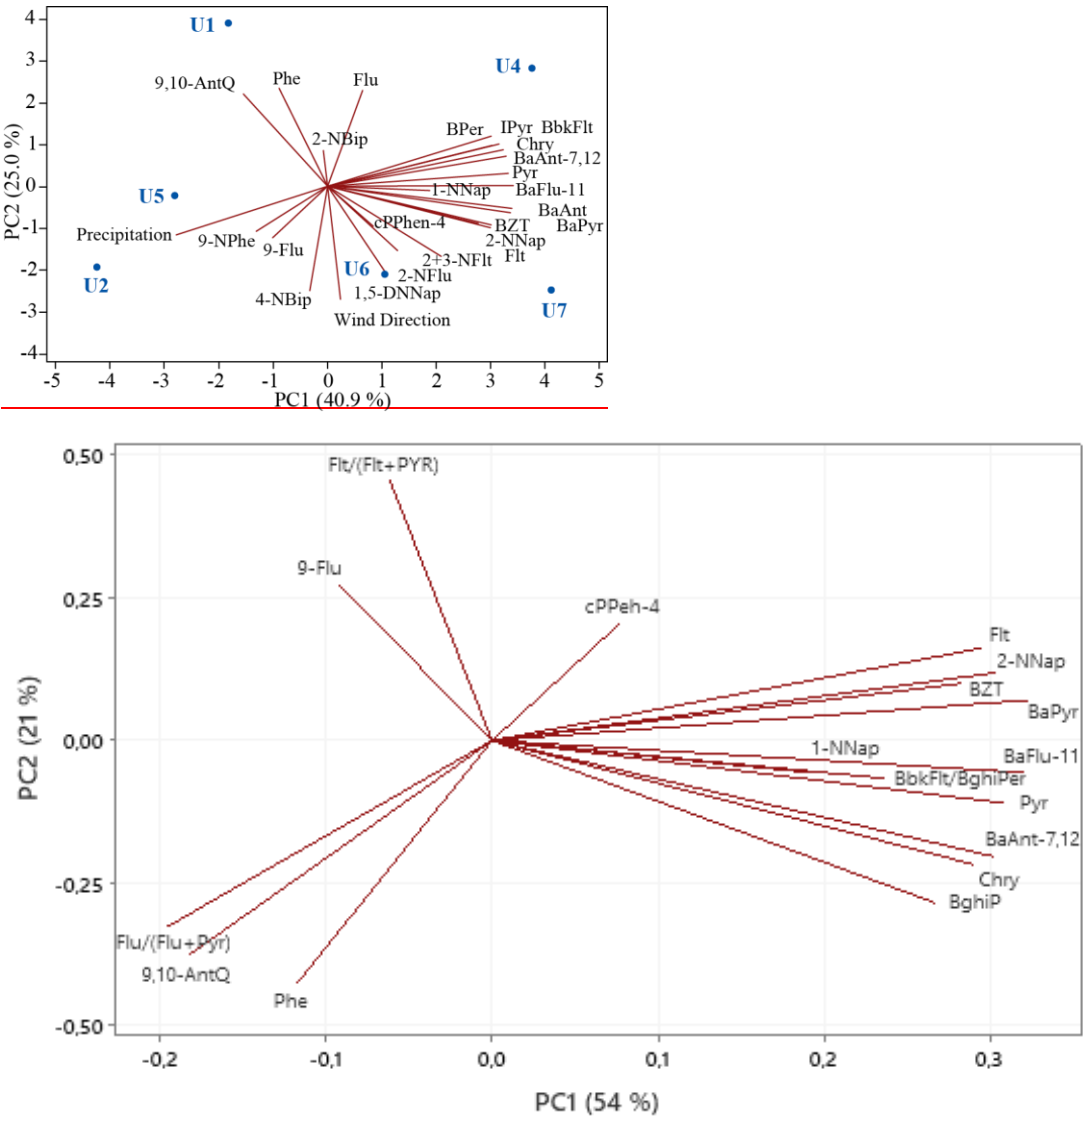 4
U1
3
U4
9,10-AntQ
Phe
Flu
2
BPer
IPyr BbkFlt
1
2-NBip
Chry
BaAnt-7,12
Pyr
PC2 (25.0 %)
0
U5
1-NNap
BaFlu-11
BaAnt
-1
cPPhen-4
BZT
BaPyr
Precipitation
9-NPhe
9-Flu
2-NNap
Flt
2+3-NFlt
-2
U6
2-NFlu
U2
4-NBip
1,5-DNNap
U7
-3
Wind Direction
-4
-5 -4 -3 -2 -1 0 1 2 3 4 5
PC1 (40.9 %)
0,50
Flt/(Flt+PYR)
9-Flu
0,25
cPPeh-4
Flt
2-NNap
BZT
BaPyr
PC2 (21 %)
0,00
1-NNap
BaFlu-11
BbkFlt/BghiPer
Pyr
BaAnt-7,12
-0,25
Chry
BghiP
Flu/(Flu+Pyr)
9,10-AntQ
Phe
-0,50
-0,2 -0,1 0,0 0,1 0,2 0,3
PC1 (54 %)